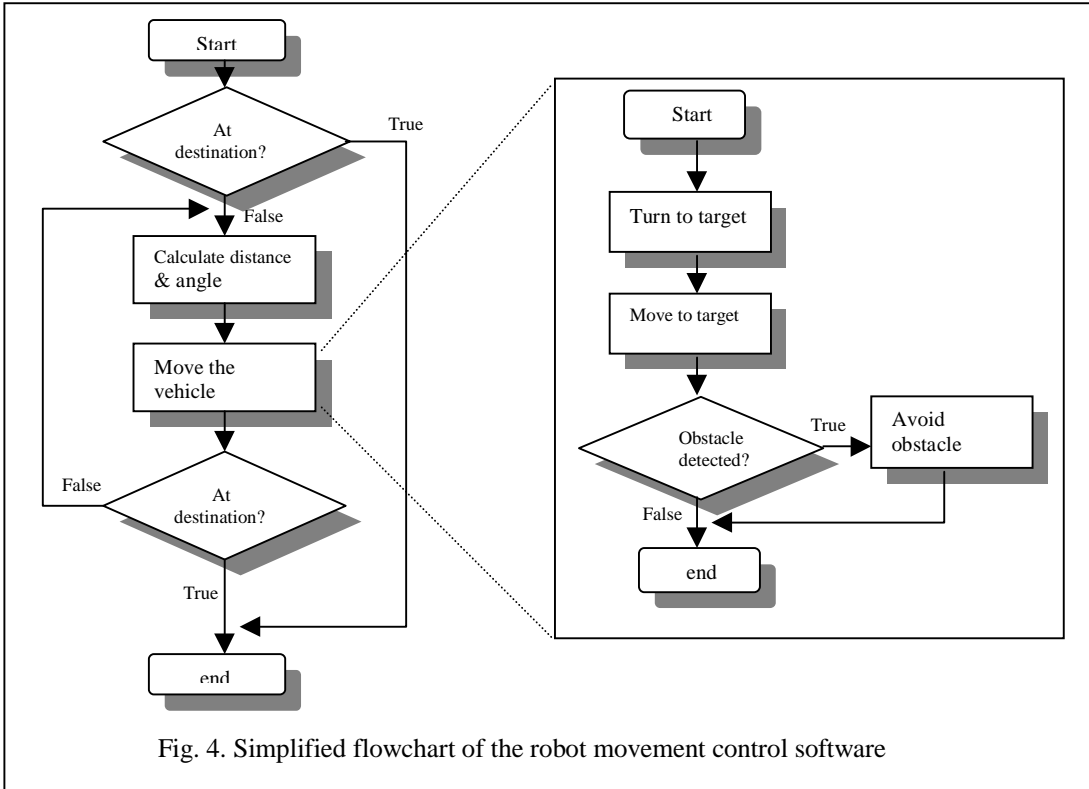 Start
At
destination?
True
False
Calculate distance
& angle
Move the
vehicle
False
At
destination?
True
end
Start
Turn to target
Move to target
Obstacle
detected?
True
Avoid
obstacle
False
end
Fig. 4. Simplified flowchart of the robot movement control software